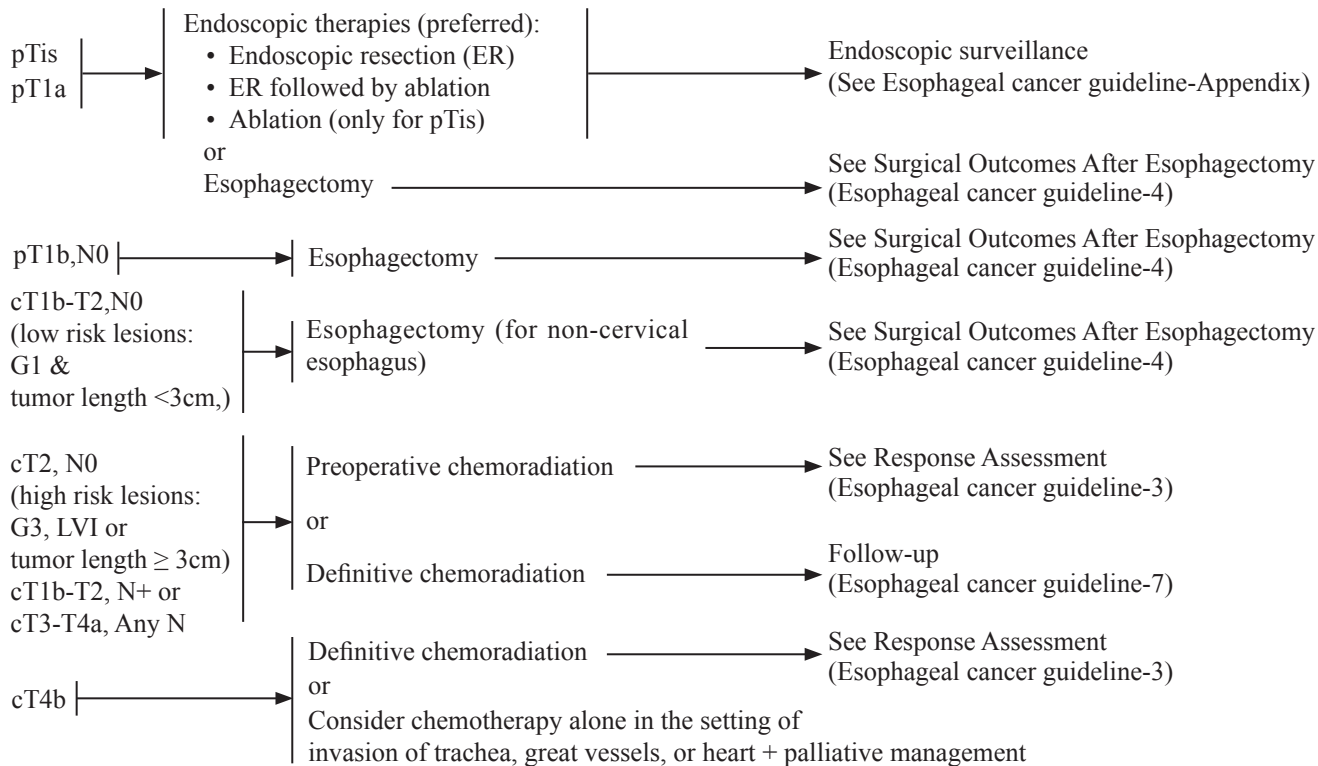 pTis
pT1a
Endoscopic therapies (preferred):
• Endoscopic resection (ER)
• ER followed by ablation
• Ablation (only for pTis)
or
Esophagectomy
Endoscopic surveillance
(See Esophageal cancer guideline-Appendix)
See Surgical Outcomes After Esophagectomy
(Esophageal cancer guideline-4)
pT1b,N0
Esophagectomy
See Surgical Outcomes After Esophagectomy
(Esophageal cancer guideline-4)
cT1b-T2,N0
(low risk lesions:
G1 &
tumor length <3cm,)
Esophagectomy (for non-cervical
esophagus)
See Surgical Outcomes After Esophagectomy
(Esophageal cancer guideline-4)
cT2, N0
(high risk lesions:
G3, LVI or
tumor length ≥ 3cm)
cT1b-T2, N+ or
cT3-T4a, Any N
Preoperative chemoradiation
or
Definitive chemoradiation
See Response Assessment
(Esophageal cancer guideline-3)
Follow-up
(Esophageal cancer guideline-7)
cT4b
Definitive chemoradiation
or
Consider chemotherapy alone in the setting of
invasion of trachea, great vessels, or heart + palliative management
See Response Assessment
(Esophageal cancer guideline-3)